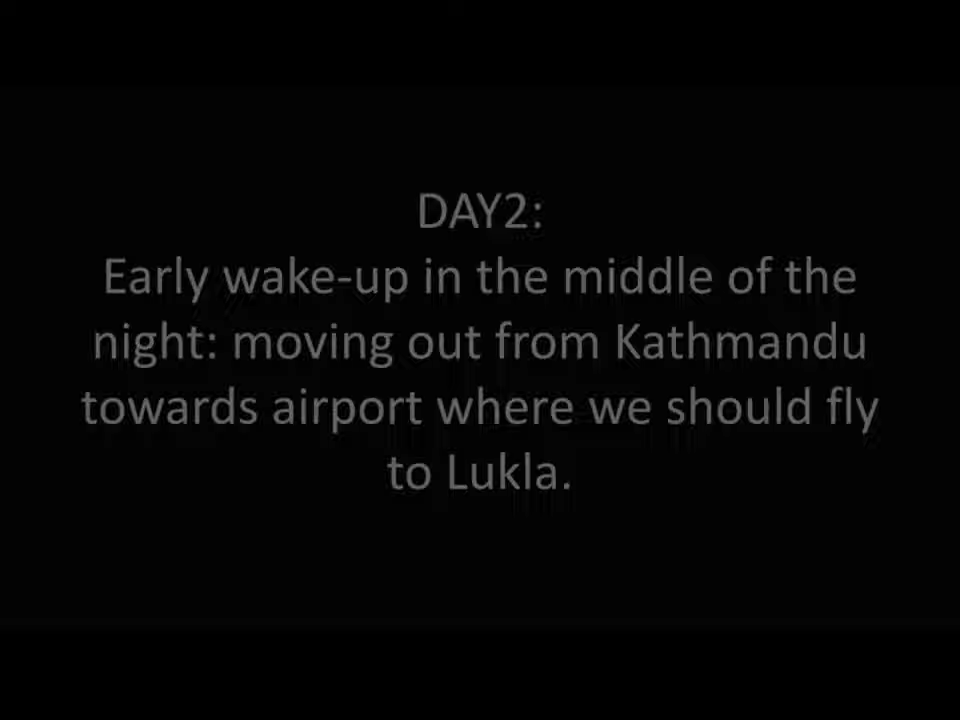 DAY2:
Early wake-up in the middle of the
night: moving out from Kathmandu
towards airport where we should fly
to Lukla.